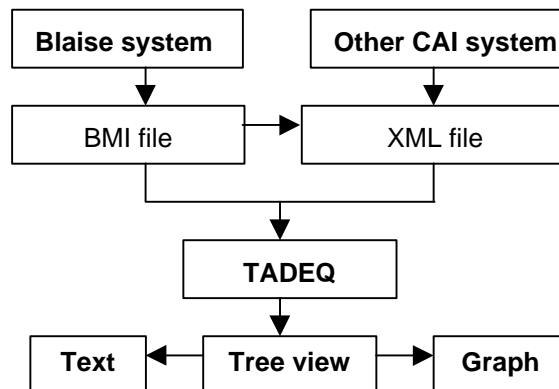 Blaise system
Other CAI system
BMI file
XML file
TADEQ
Text
Tree view
Graph